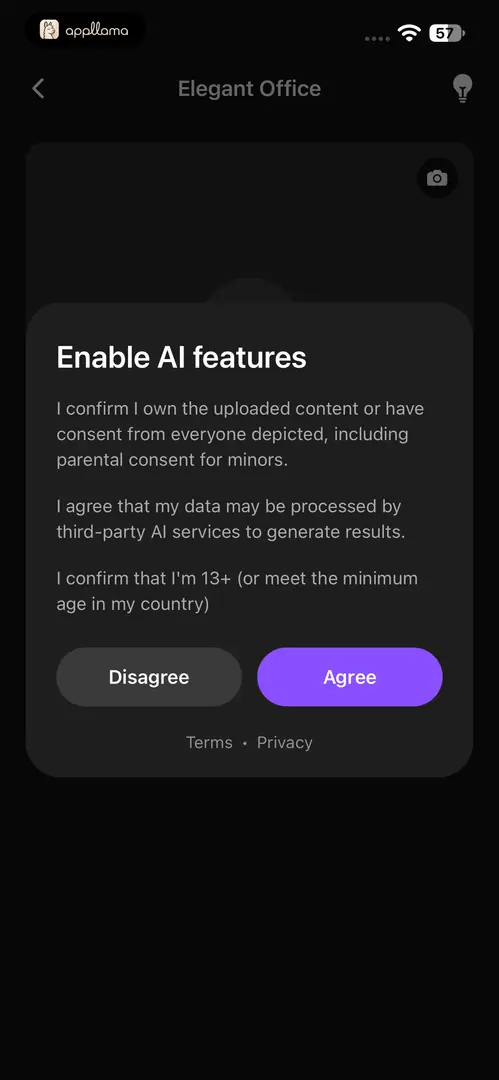 appllama
57
Elegant Office
Enable AI features
I confirm I own the uploaded content or have
consent from everyone depicted, including
parental consent for minors.
I agree that my data may be processed by
third-party AI services to generate results.
I confirm that I'm 13+ (or meet the minimum
age in my country)
Disagree
Agree
Terms • Privacy